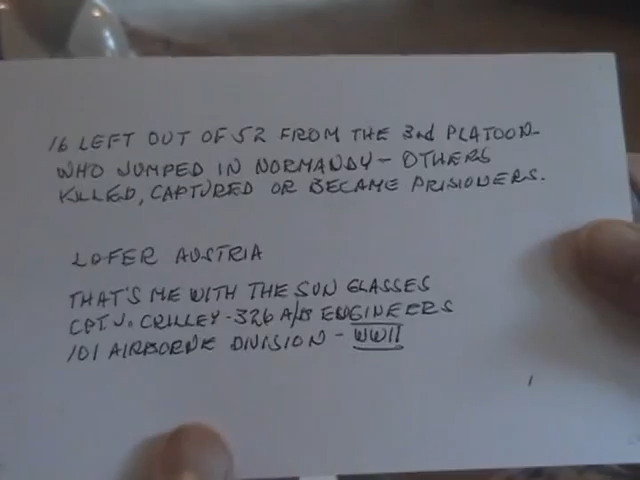 16 LEFT OUT OF 52 FROM THE 3rd PLATOON-
WHO JUMPED IN NORMANDY - OTHERS
KILLED, CAPTURED OR BECAME PRISIONERS.
LOFER AUSTRIA
THAT'S ME WITH THE SUN GLASSES
CPT. J. CRILLEY - 326 A/B ENGINEERS
101 AIRBORNE DIVISION - WWII